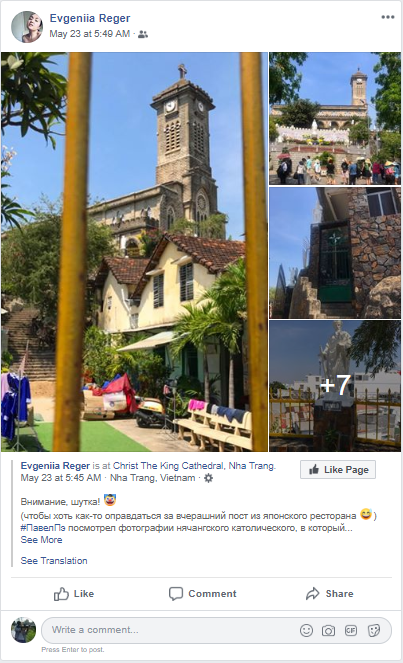 Evgeniia Reger
May 23 at 5:49 AM ·
+7
Evgeniia Reger is at Christ The King Cathedral, Nha Trang.
May 23 at 5:45 AM · Nha Trang, Vietnam ·
Like Page
Внимание, шутка! 🤡
(чтобы хоть как-то оправдаться за вчерашний пост из японского ресторана 😄 )
#ПавелПэ посмотрел фотографии нячангского католического, в который...
See More
See Translation
Like Comment Share
Write a comment...
GIF
Press Enter to post.